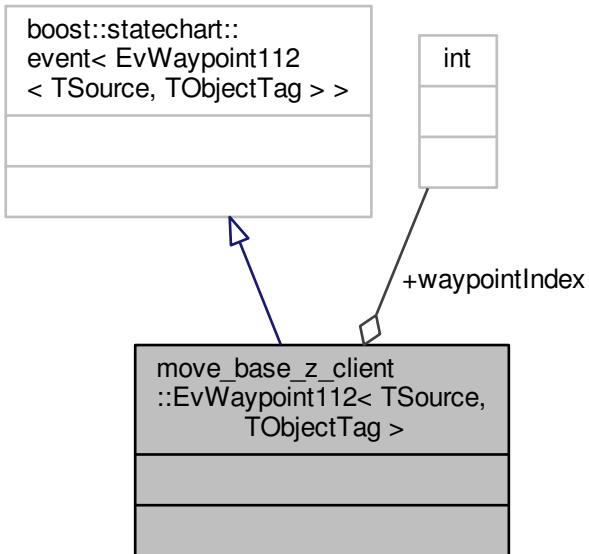 boost::statechart::
event< EvWaypoint112
< TSource, TObjectTag > >
int
+waypointIndex
move_base_z_client
::EvWaypoint112< TSource,
TObjectTag >